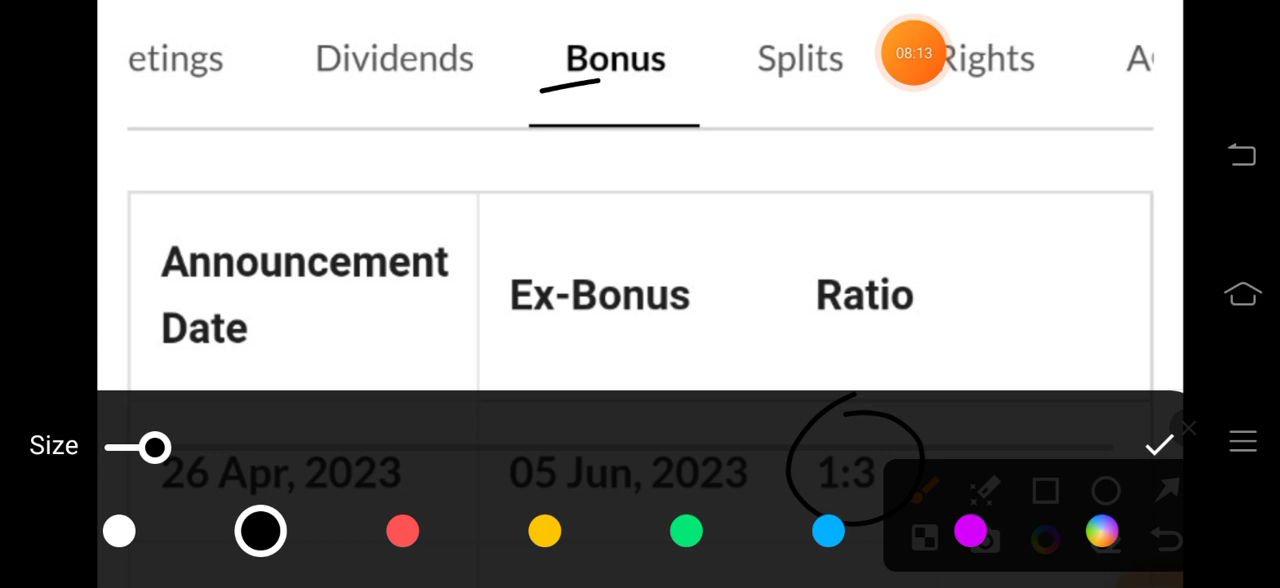 etings Dividends Bonus Splits Rights
08:13
Announcement
Date
Ex-Bonus Ratio
Size
26 Apr, 2023 05 Jun, 2023 1:3